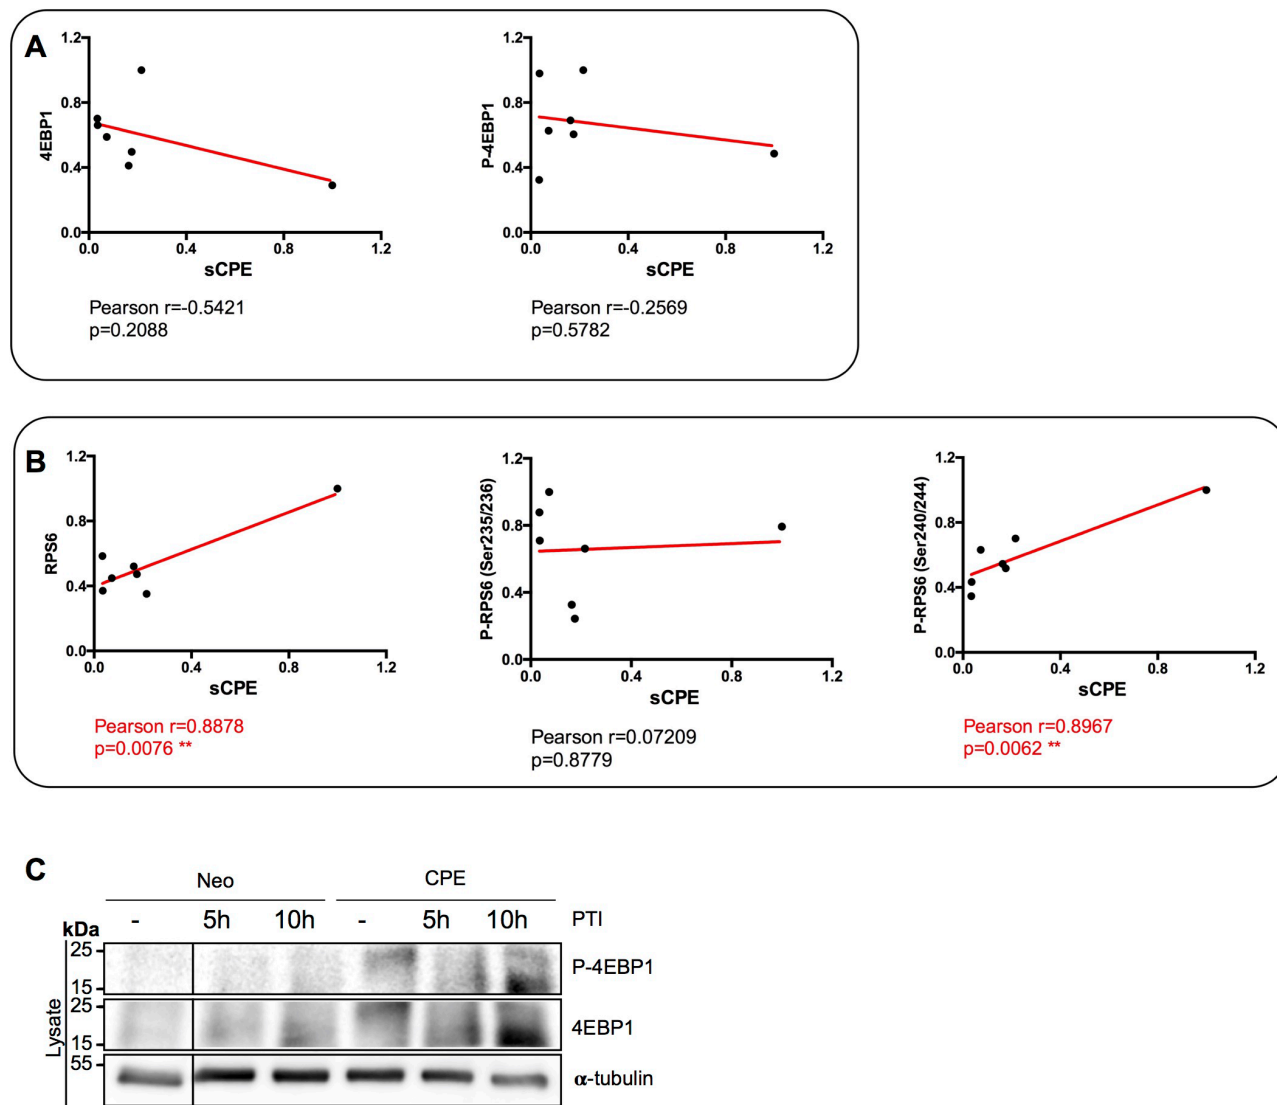 A
1.2
0.8
0.4
0.0
4EBP1
0.0 0.4 0.8 1.2
sCPE
Pearson r=-0.5421
p=0.2088
1.2
0.8
0.4
0.0
P-4EBP1
0.0 0.4 0.8 1.2
sCPE
Pearson r=-0.2569
p=0.5782
B
1.2
0.8
0.4
0.0
RPS6
0.0 0.4 0.8 1.2
sCPE
Pearson r=0.8878
p=0.0076 **
1.2
0.8
0.4
0.0
P-RPS6 (Ser235/236)
0.0 0.4 0.8 1.2
sCPE
Pearson r=0.07209
p=0.8779
1.2
0.8
0.4
0.0
P-RPS6 (Ser240/244)
0.0 0.4 0.8 1.2
sCPE
Pearson r=0.8967
p=0.0062 **
C
Neo CPE
- 5h 10h - 5h 10h PTI
kDa
25
15
P-4EBP1
25
15
4EBP1
55
α-tubulin
Lysate